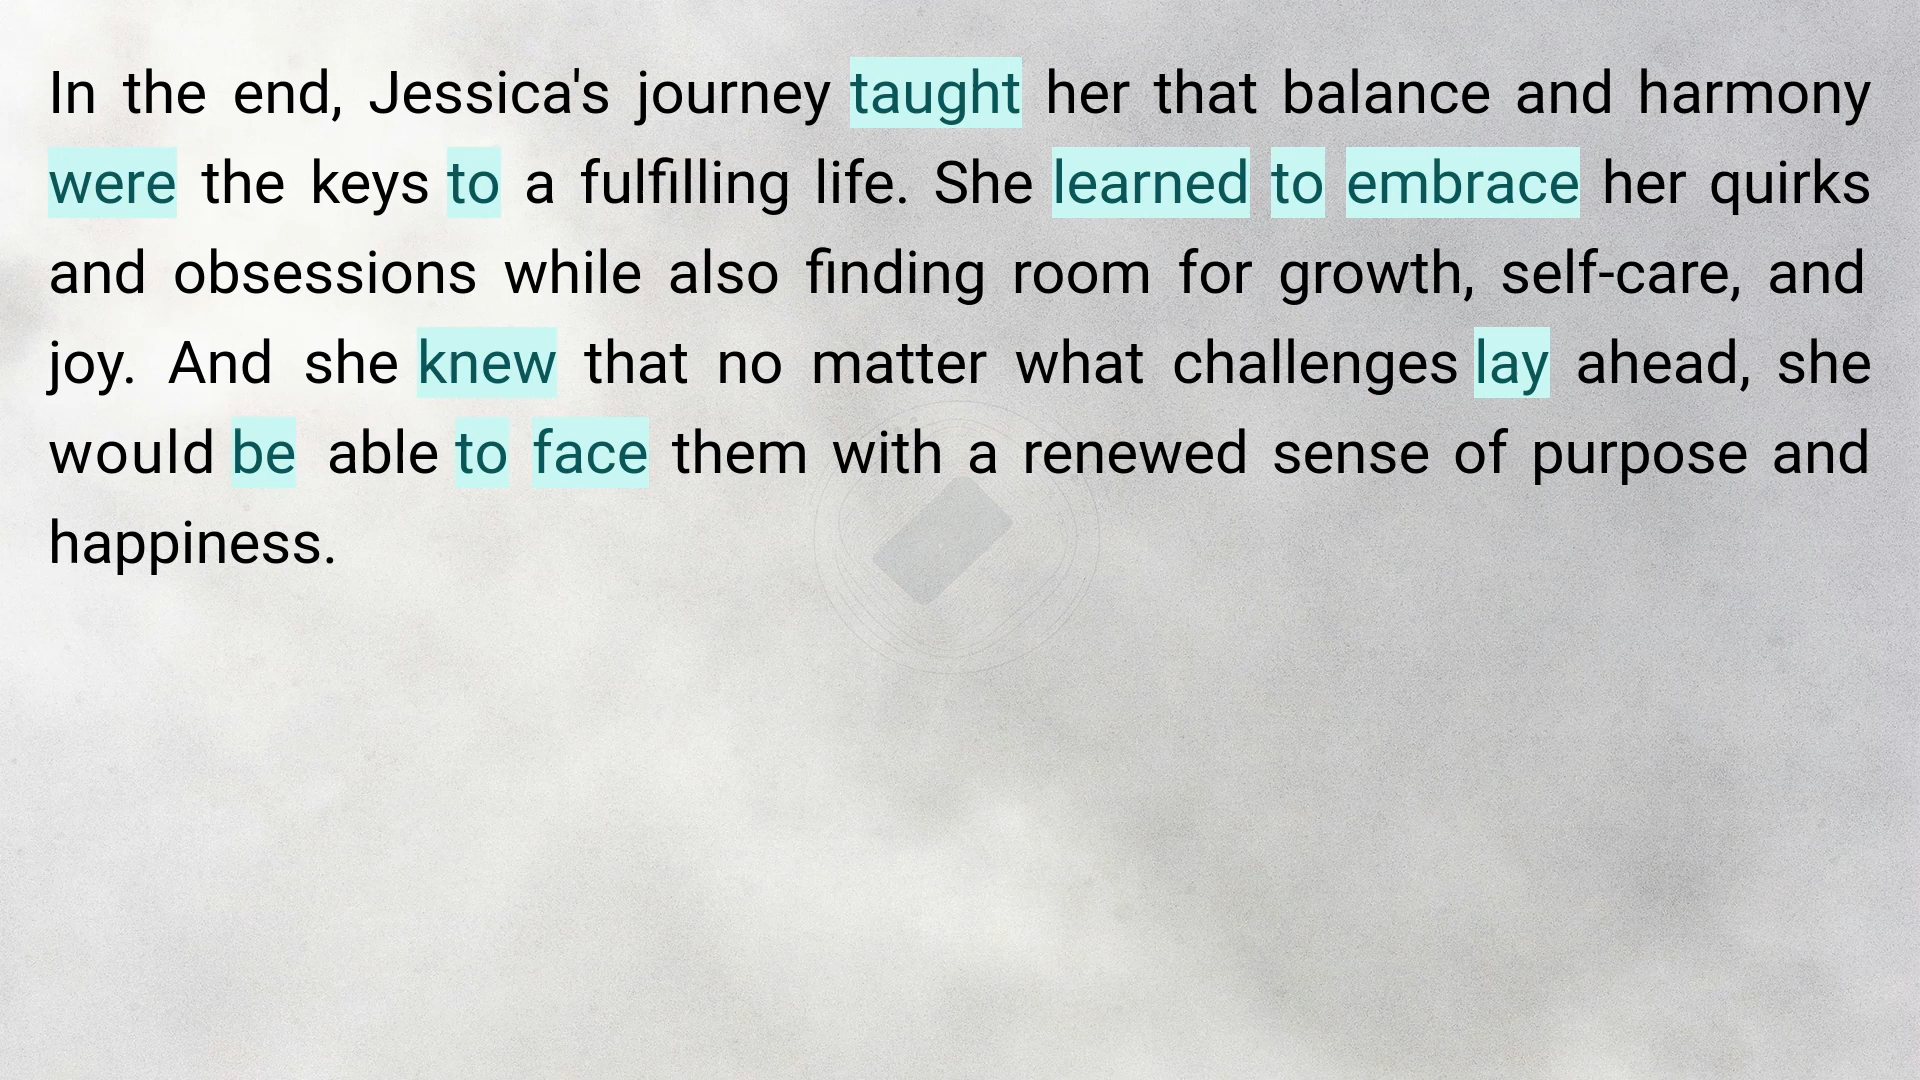 In the end, Jessica's journey taught her that balance and harmony
were the keys to a fulfilling life. She learned to embrace her quirks
and obsessions while also finding room for growth, self-care, and
joy. And she knew that no matter what challenges lay ahead, she
would be able to face them with a renewed sense of purpose and
happiness.